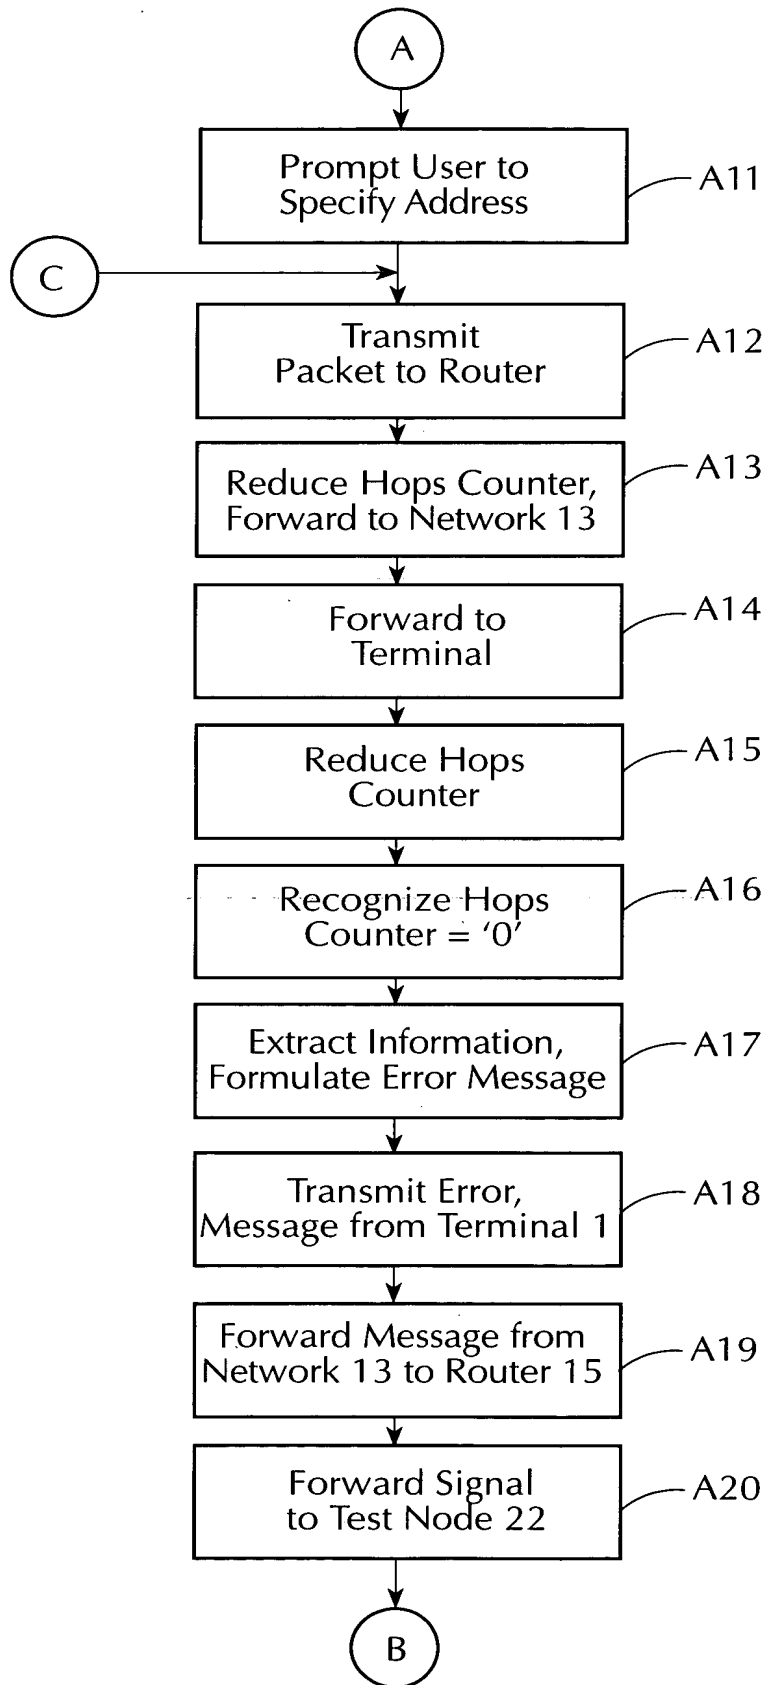 A
Prompt User to
Specify Address
A11
C
Transmit
Packet to Router
A12
Reduce Hops Counter,
Forward to Network 13
A13
Forward to
Terminal
A14
Reduce Hops
Counter
A15
Recognize Hops
Counter = ‘0’
A16
Extract Information,
Formulate Error Message
A17
Transmit Error,
Message from Terminal 1
A18
Forward Message from
Network 13 to Router 15
A19
Forward Signal
to Test Node 22
A20
B